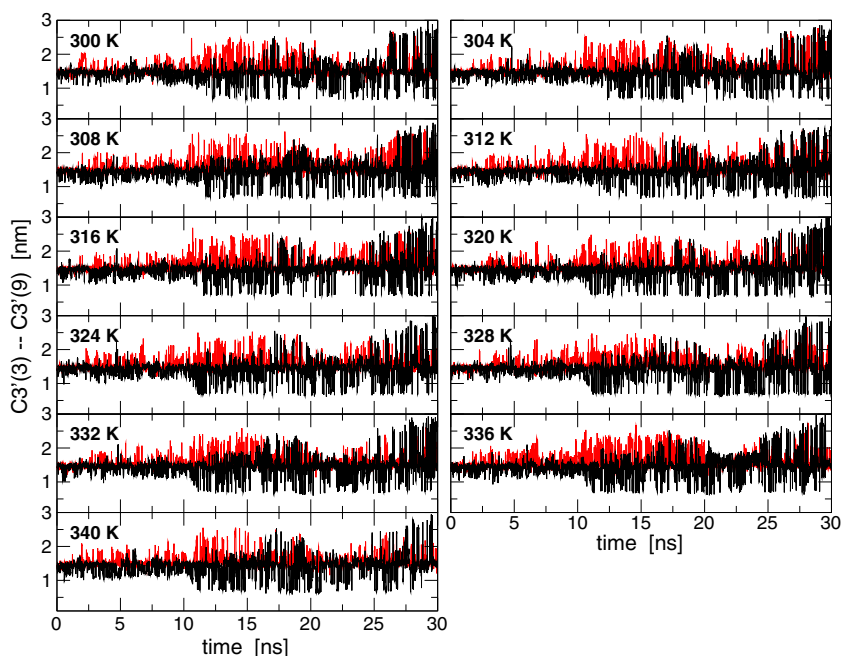 3
300 K
304 K
2
1
3
308 K
312 K
2
1
3
316 K
320 K
2
1
C3'(3) -- C3'(9) [nm]
3
324 K
328 K
2
1
3
332 K
336 K
2
1
3
0 5 10 15 20 25 30
340 K
time [ns]
2
1
0 5 10 15 20 25 30
time [ns]